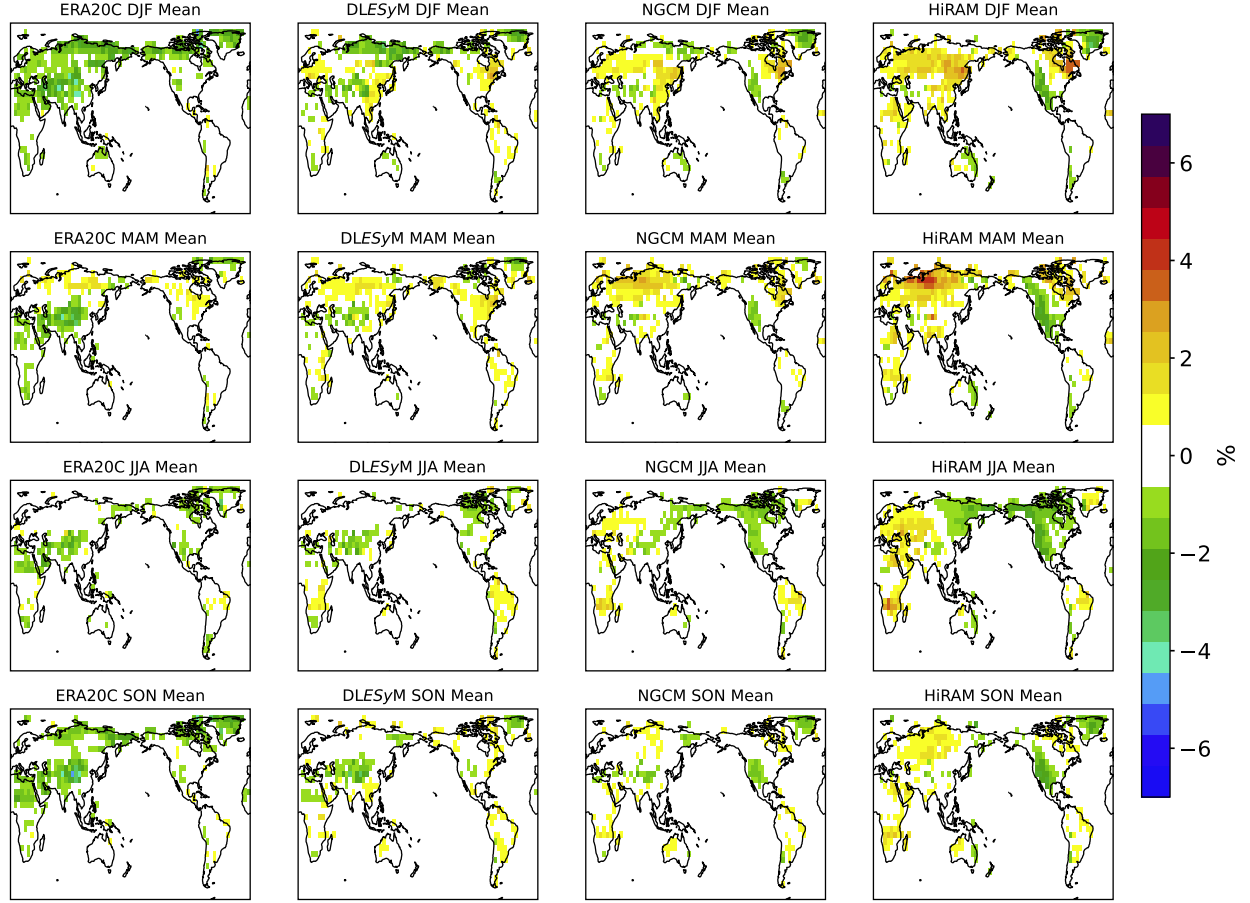 ERA20C DJF Mean
DLESyM DJF Mean
NGCM DJF Mean
HiRAM DJF Mean
ERA20C MAM Mean
DLESyM MAM Mean
NGCM MAM Mean
HiRAM MAM Mean
ERA20C JJA Mean
DLESyM JJA Mean
NGCM JJA Mean
HiRAM JJA Mean
ERA20C SON Mean
DLESyM SON Mean
NGCM SON Mean
HiRAM SON Mean
6
4
2
0
−2
−4
−6
%